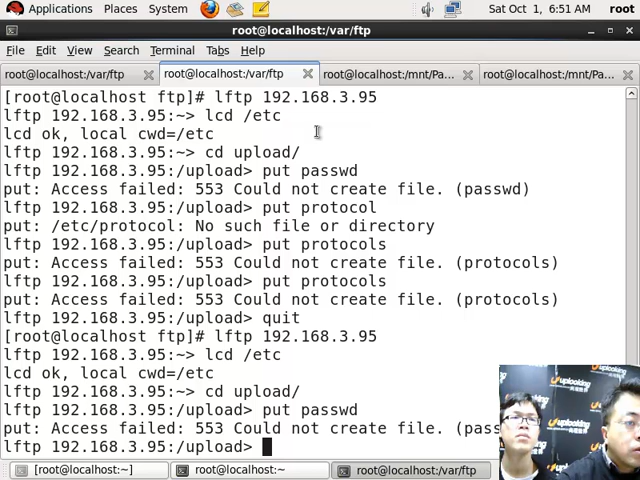 Applications Places System
Sat Oct 1, 6:51 AM root
root@localhost:/var/ftp
File Edit View Search Terminal Tabs Help
root@localhost:/var/ftp root@localhost:/var/ftp root@localhost:/mnt/Pa... root@localhost:/mnt/Pa...
[root@localhost ftp]# lftp 192.168.3.95
lftp 192.168.3.95:~> lcd /etc
lcd ok, local cwd=/etc
lftp 192.168.3.95:~> cd upload/
lftp 192.168.3.95:/upload> put passwd
put: Access failed: 553 Could not create file. (passwd)
lftp 192.168.3.95:/upload> put protocol
put: /etc/protocol: No such file or directory
lftp 192.168.3.95:/upload> put protocols
put: Access failed: 553 Could not create file. (protocols)
lftp 192.168.3.95:/upload> put protocols
put: Access failed: 553 Could not create file. (protocols)
lftp 192.168.3.95:/upload> quit
[root@localhost ftp]# lftp 192.168.3.95
lftp 192.168.3.95:~> lcd /etc
lcd ok, local cwd=/etc
lftp 192.168.3.95:~> cd upload/
lftp 192.168.3.95:/upload> put passwd
put: Access failed: 553 Could not create file. (pass
lftp 192.168.3.95:/upload>
uplooking
[root@localhost:~] root@localhost:~ root@localhost:/var/ftp